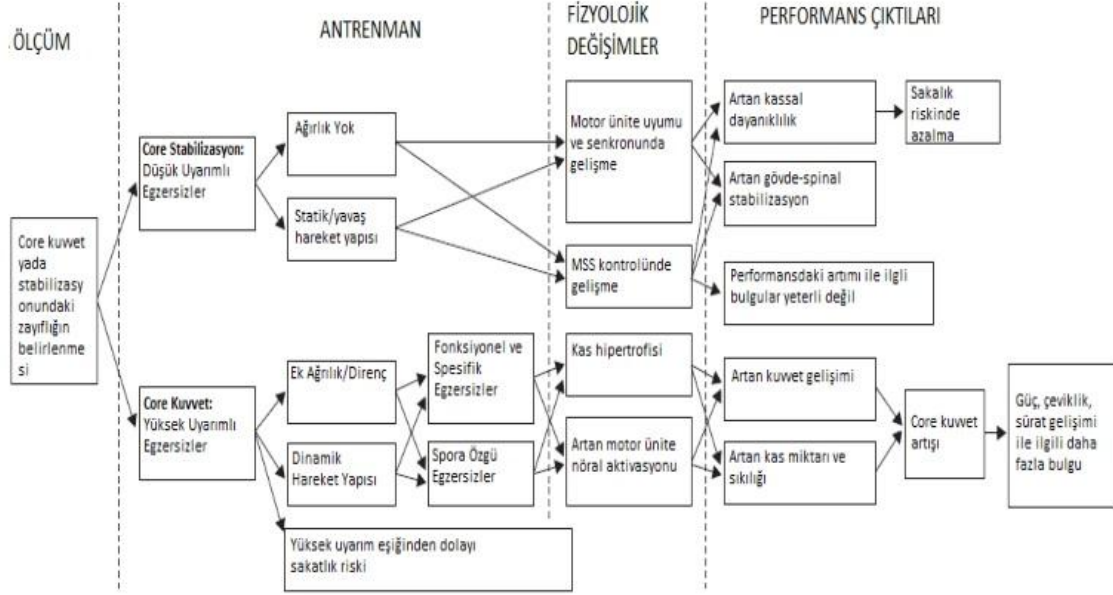 ÖLÇÜM
ANTRENMAN
FİZYOLOJİK
DEĞİŞİMLER
PERFORMANS ÇIKTILARI
Core kuvvet
yada
stabilizasy
onundaki
zayıflığın
belirlenme
si
Core Stabilizasyon:
Düşük Uyarımlı
Egzersizler
Ağırlık Yok
Statik/yavaş
hareket yapısı
Motor ünite uyumu
ve senkronunda
gelişme
MSS kontrolünde
gelişme
Artan kassal
dayanıklılık
Sakalık
riskinde
azalma
Artan gövde-spinal
stabilizasyon
Performansdaki artımı ile ilgli
bulgular yeterli değil
Core Kuvvet:
Yüksek Uyarımlı
Egzersizler
Ek Ağrılık/Direnç
Dinamik
Hareket Yapısı
Fonksiyonel ve
Spesifik
Egzersizler
Spora Özgü
Egzersizler
Yüksek uyarım eşiğinden dolayı
sakatlık riski
Kas hipertrofisi
Artan motor ünite
nöral aktivasyonu
Artan kuvvet gelişimi
Artan kas miktarı ve
sıkılığı
Core kuvvet
artışı
Güç, çeviklik,
sürat gelişimi
ile ilgili daha
fazla bulgu